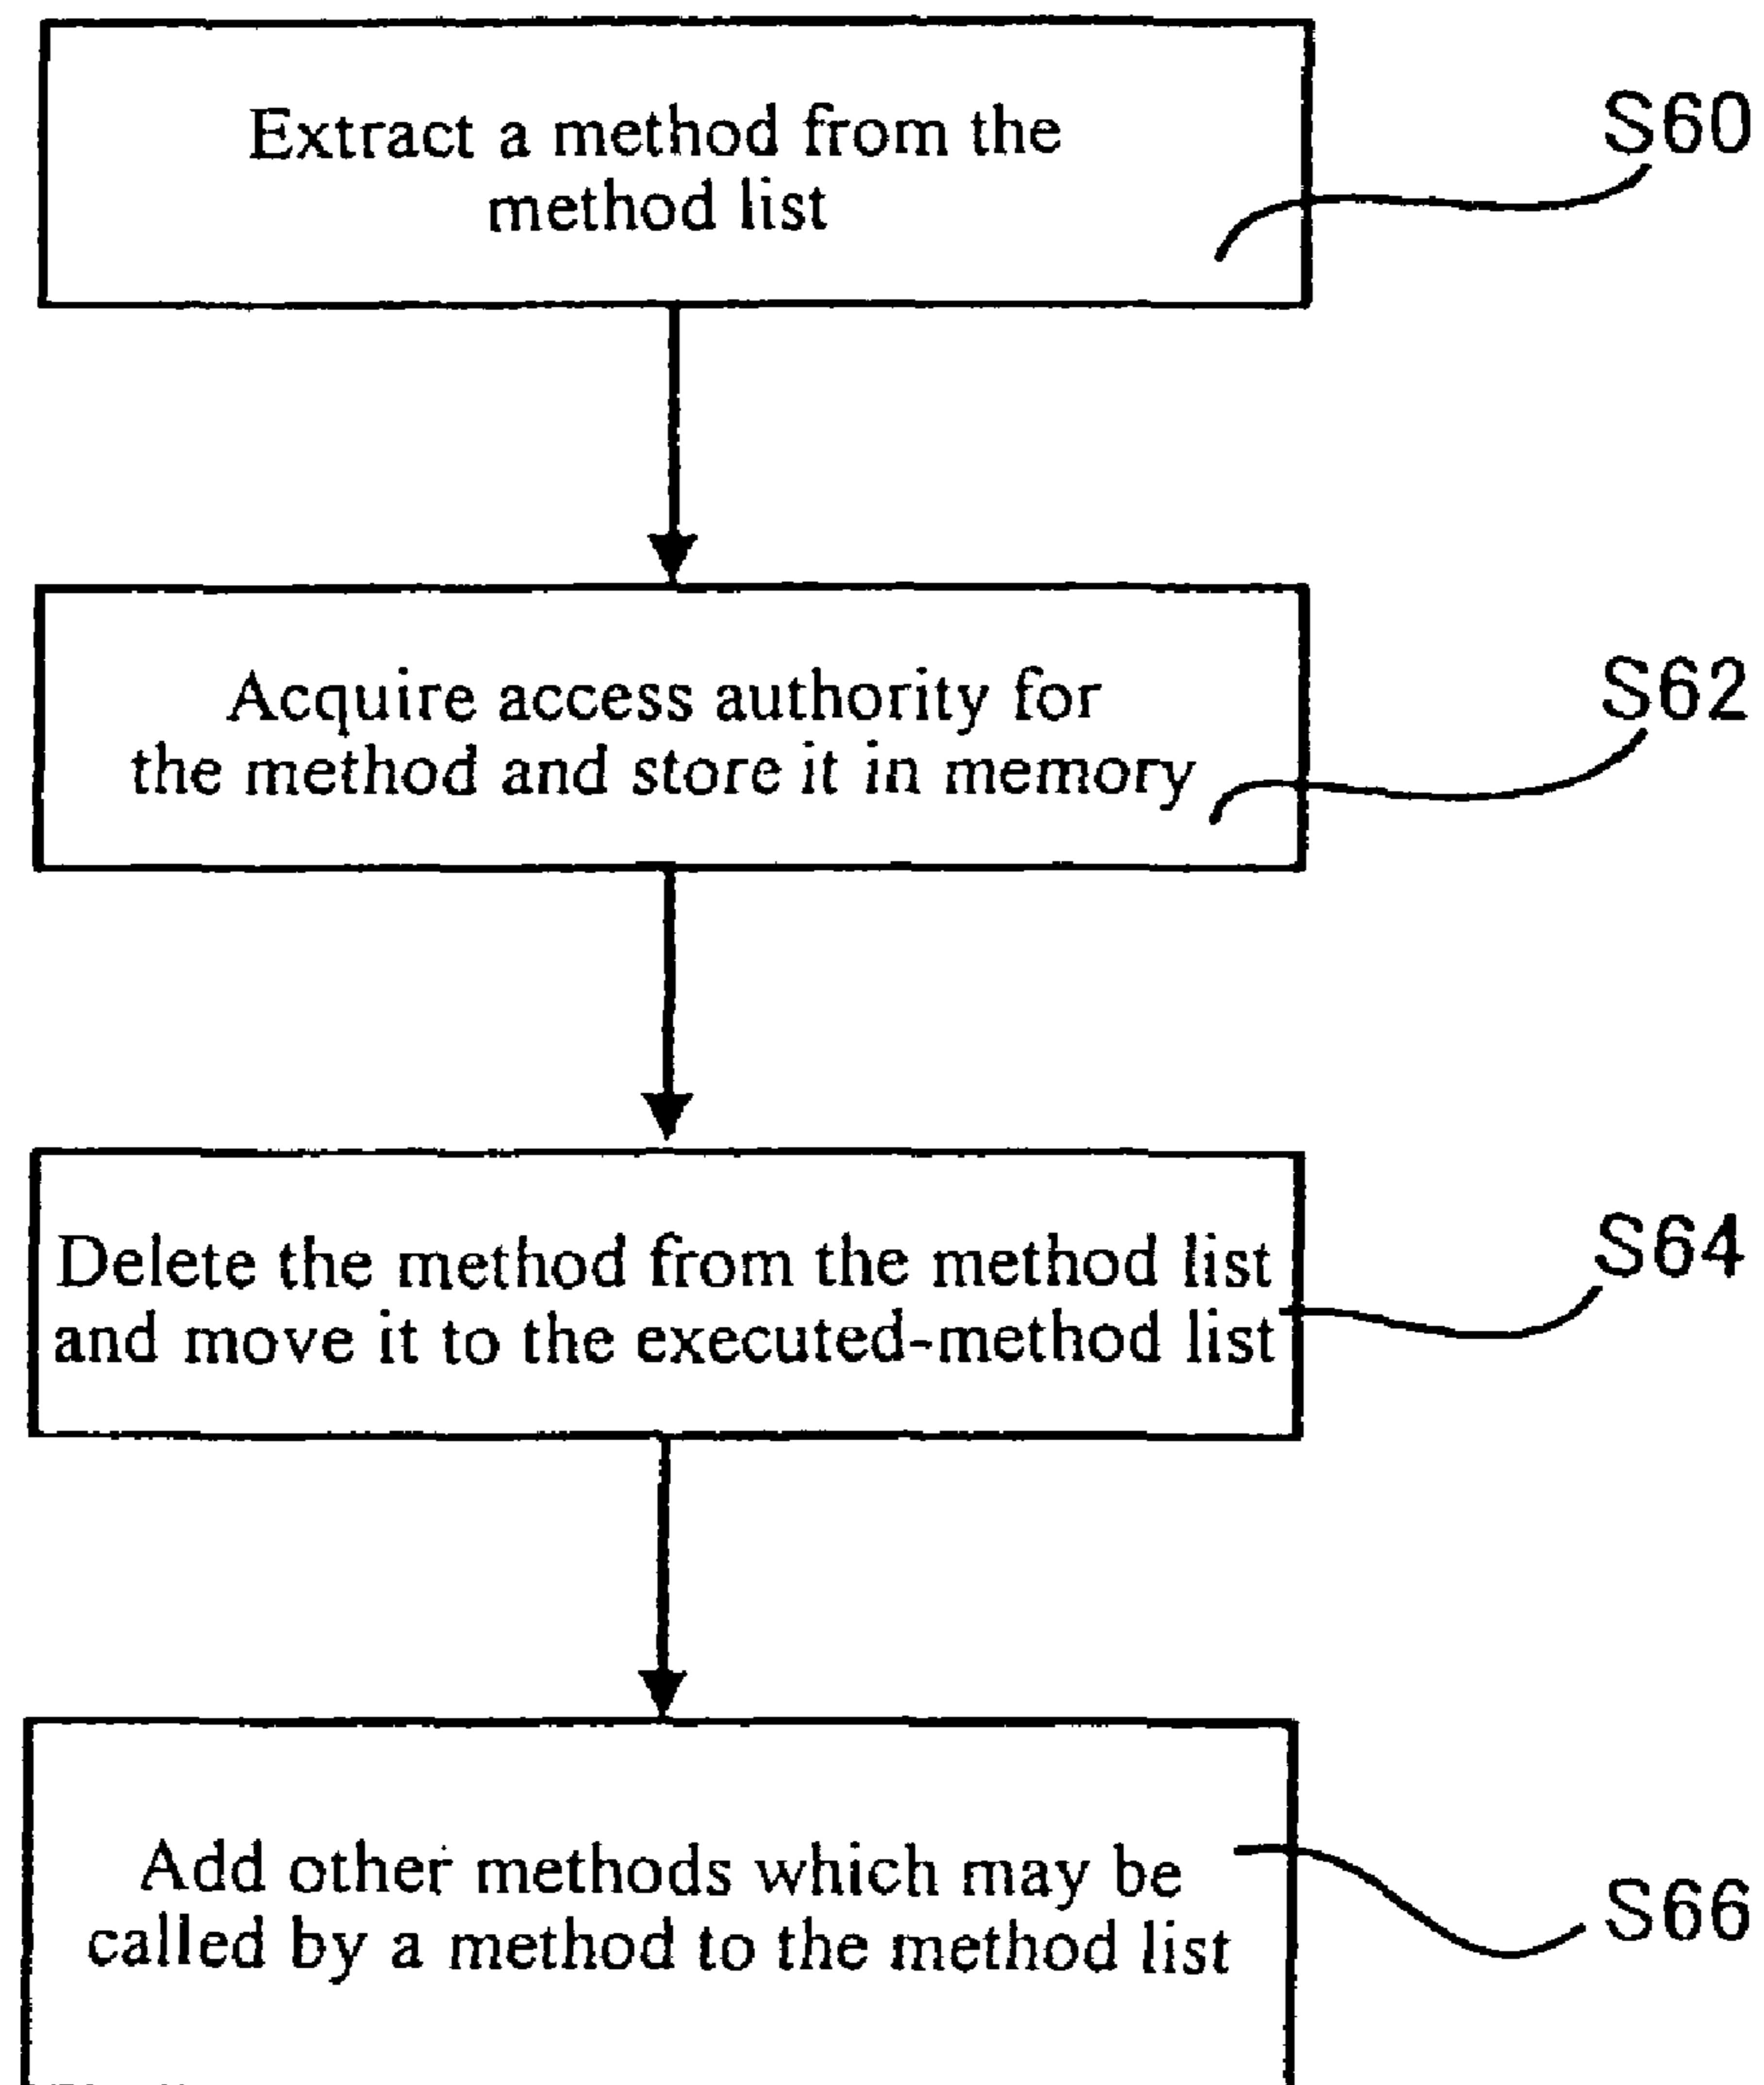 Extract a method from the
method list
S60
Acquire access authority for
the method and store it in memory
S62
Delete the method from the method list
and move it to the executed-method list
S64
Add other methods which may be
called by a method to the method list
S66